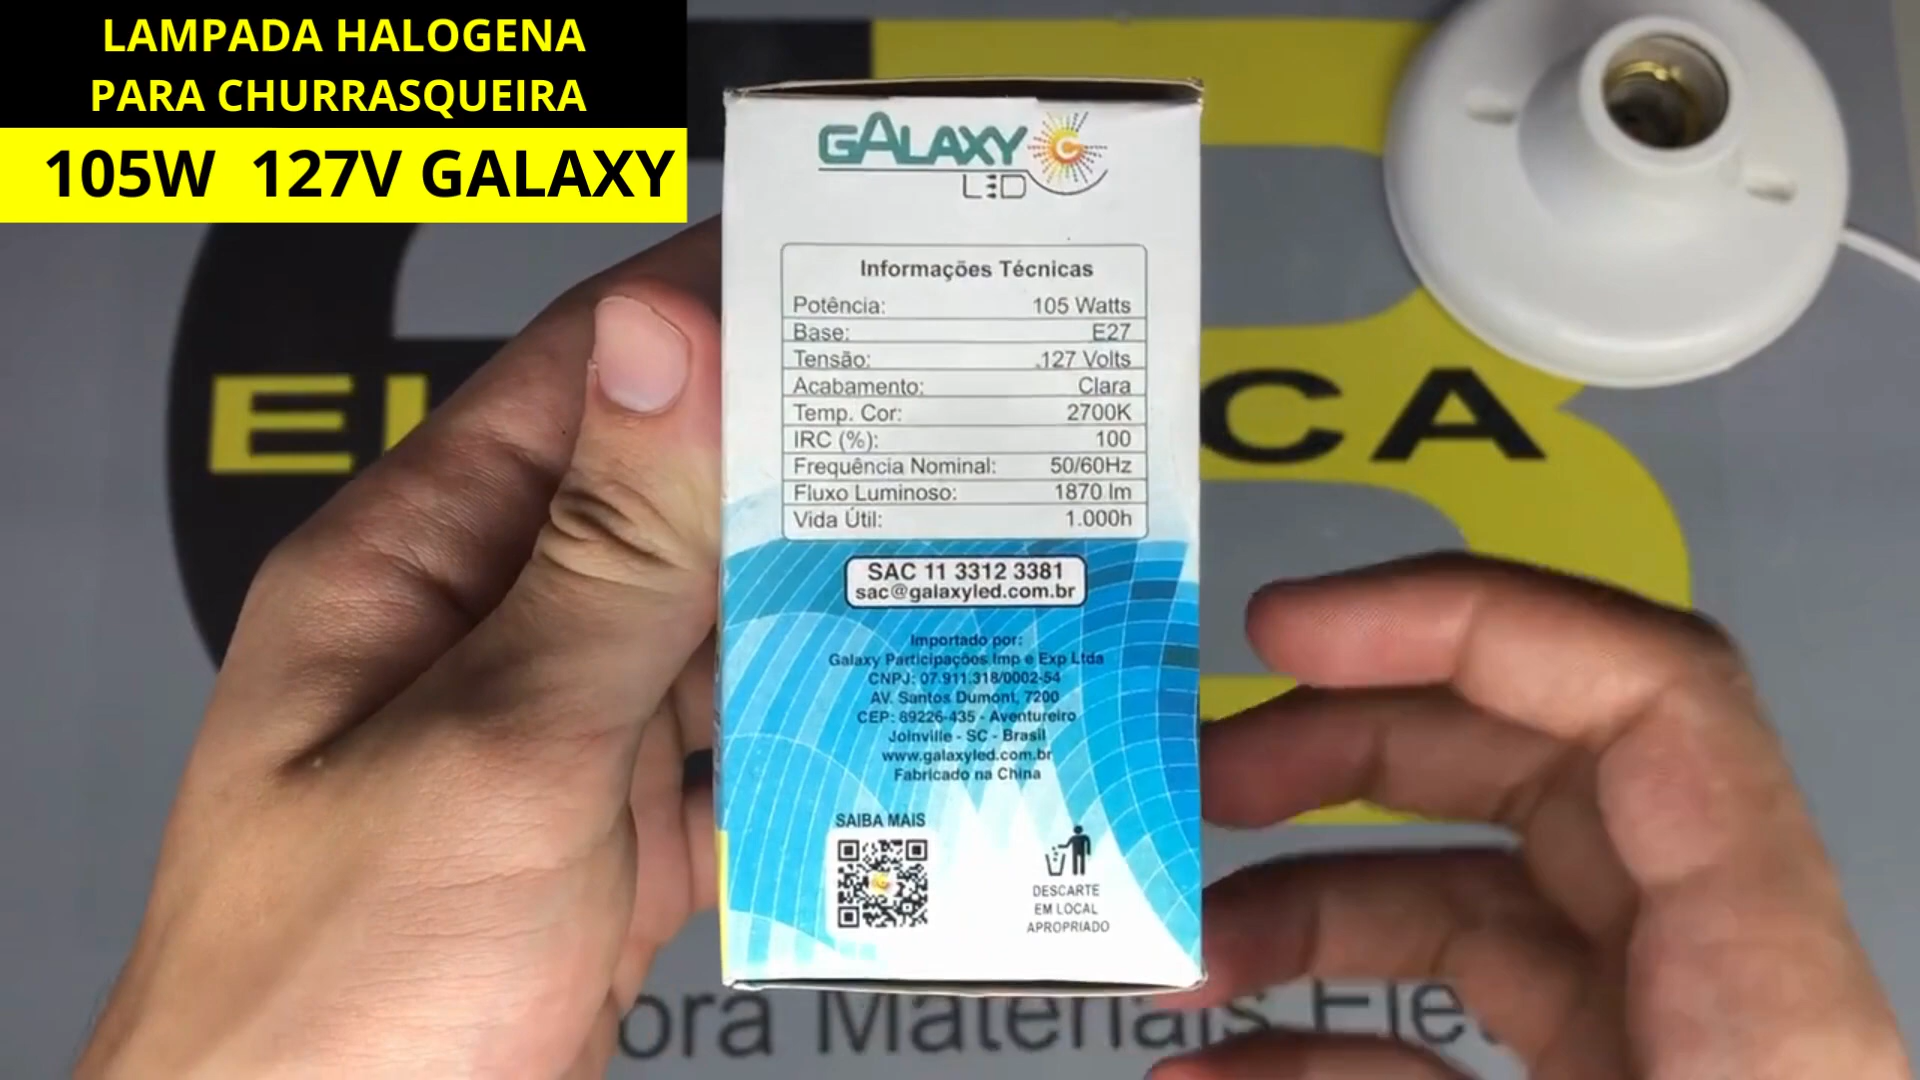 LAMPADA HALOGENA
PARA CHURRASQUEIRA
105W 127V GALAXY
GALAXY
LED
Informações Técnicas
Potência: 105 Watts
Base: E27
Tensão: 127 Volts
Acabamento: Clara
Temp. Cor: 2700K
IRC (%): 100
Frequência Nominal: 50/60Hz
Fluxo Luminoso: 1870 lm
Vida Útil: 1.000h
SAC 11 3312 3381
sac@galaxyled.com.br
Importado por:
Galaxy Participações Imp e Exp Ltda
CNPJ: 07.911.318/0002-54
AV. Santos Dumont, 7200
CEP: 89226-435 - Aventureiro
Joinville - SC - Brasil
www.galaxyled.com.br
Fabricado na China
SAIBA MAIS
DESCARTE
EM LOCAL
APROPRIADO
CA
Materiais